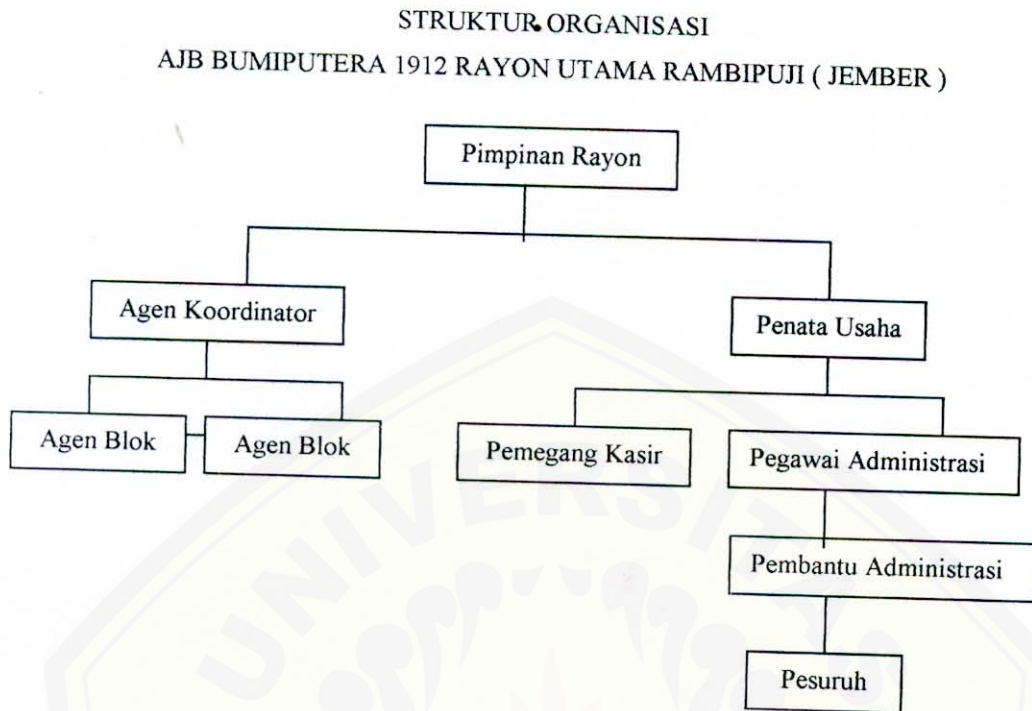 STRUKTUR ORGANISASI
AJB BUMIPUTERA 1912 RAYON UTAMA RAMBIPUJI ( JEMBER )
Pimpinan Rayon
Agen Koordinator
Penata Usaha
Agen Blok
Agen Blok
Pemegang Kasir
Pegawai Administrasi
Pembantu Administrasi
Pesuruh
UNIVERSITA